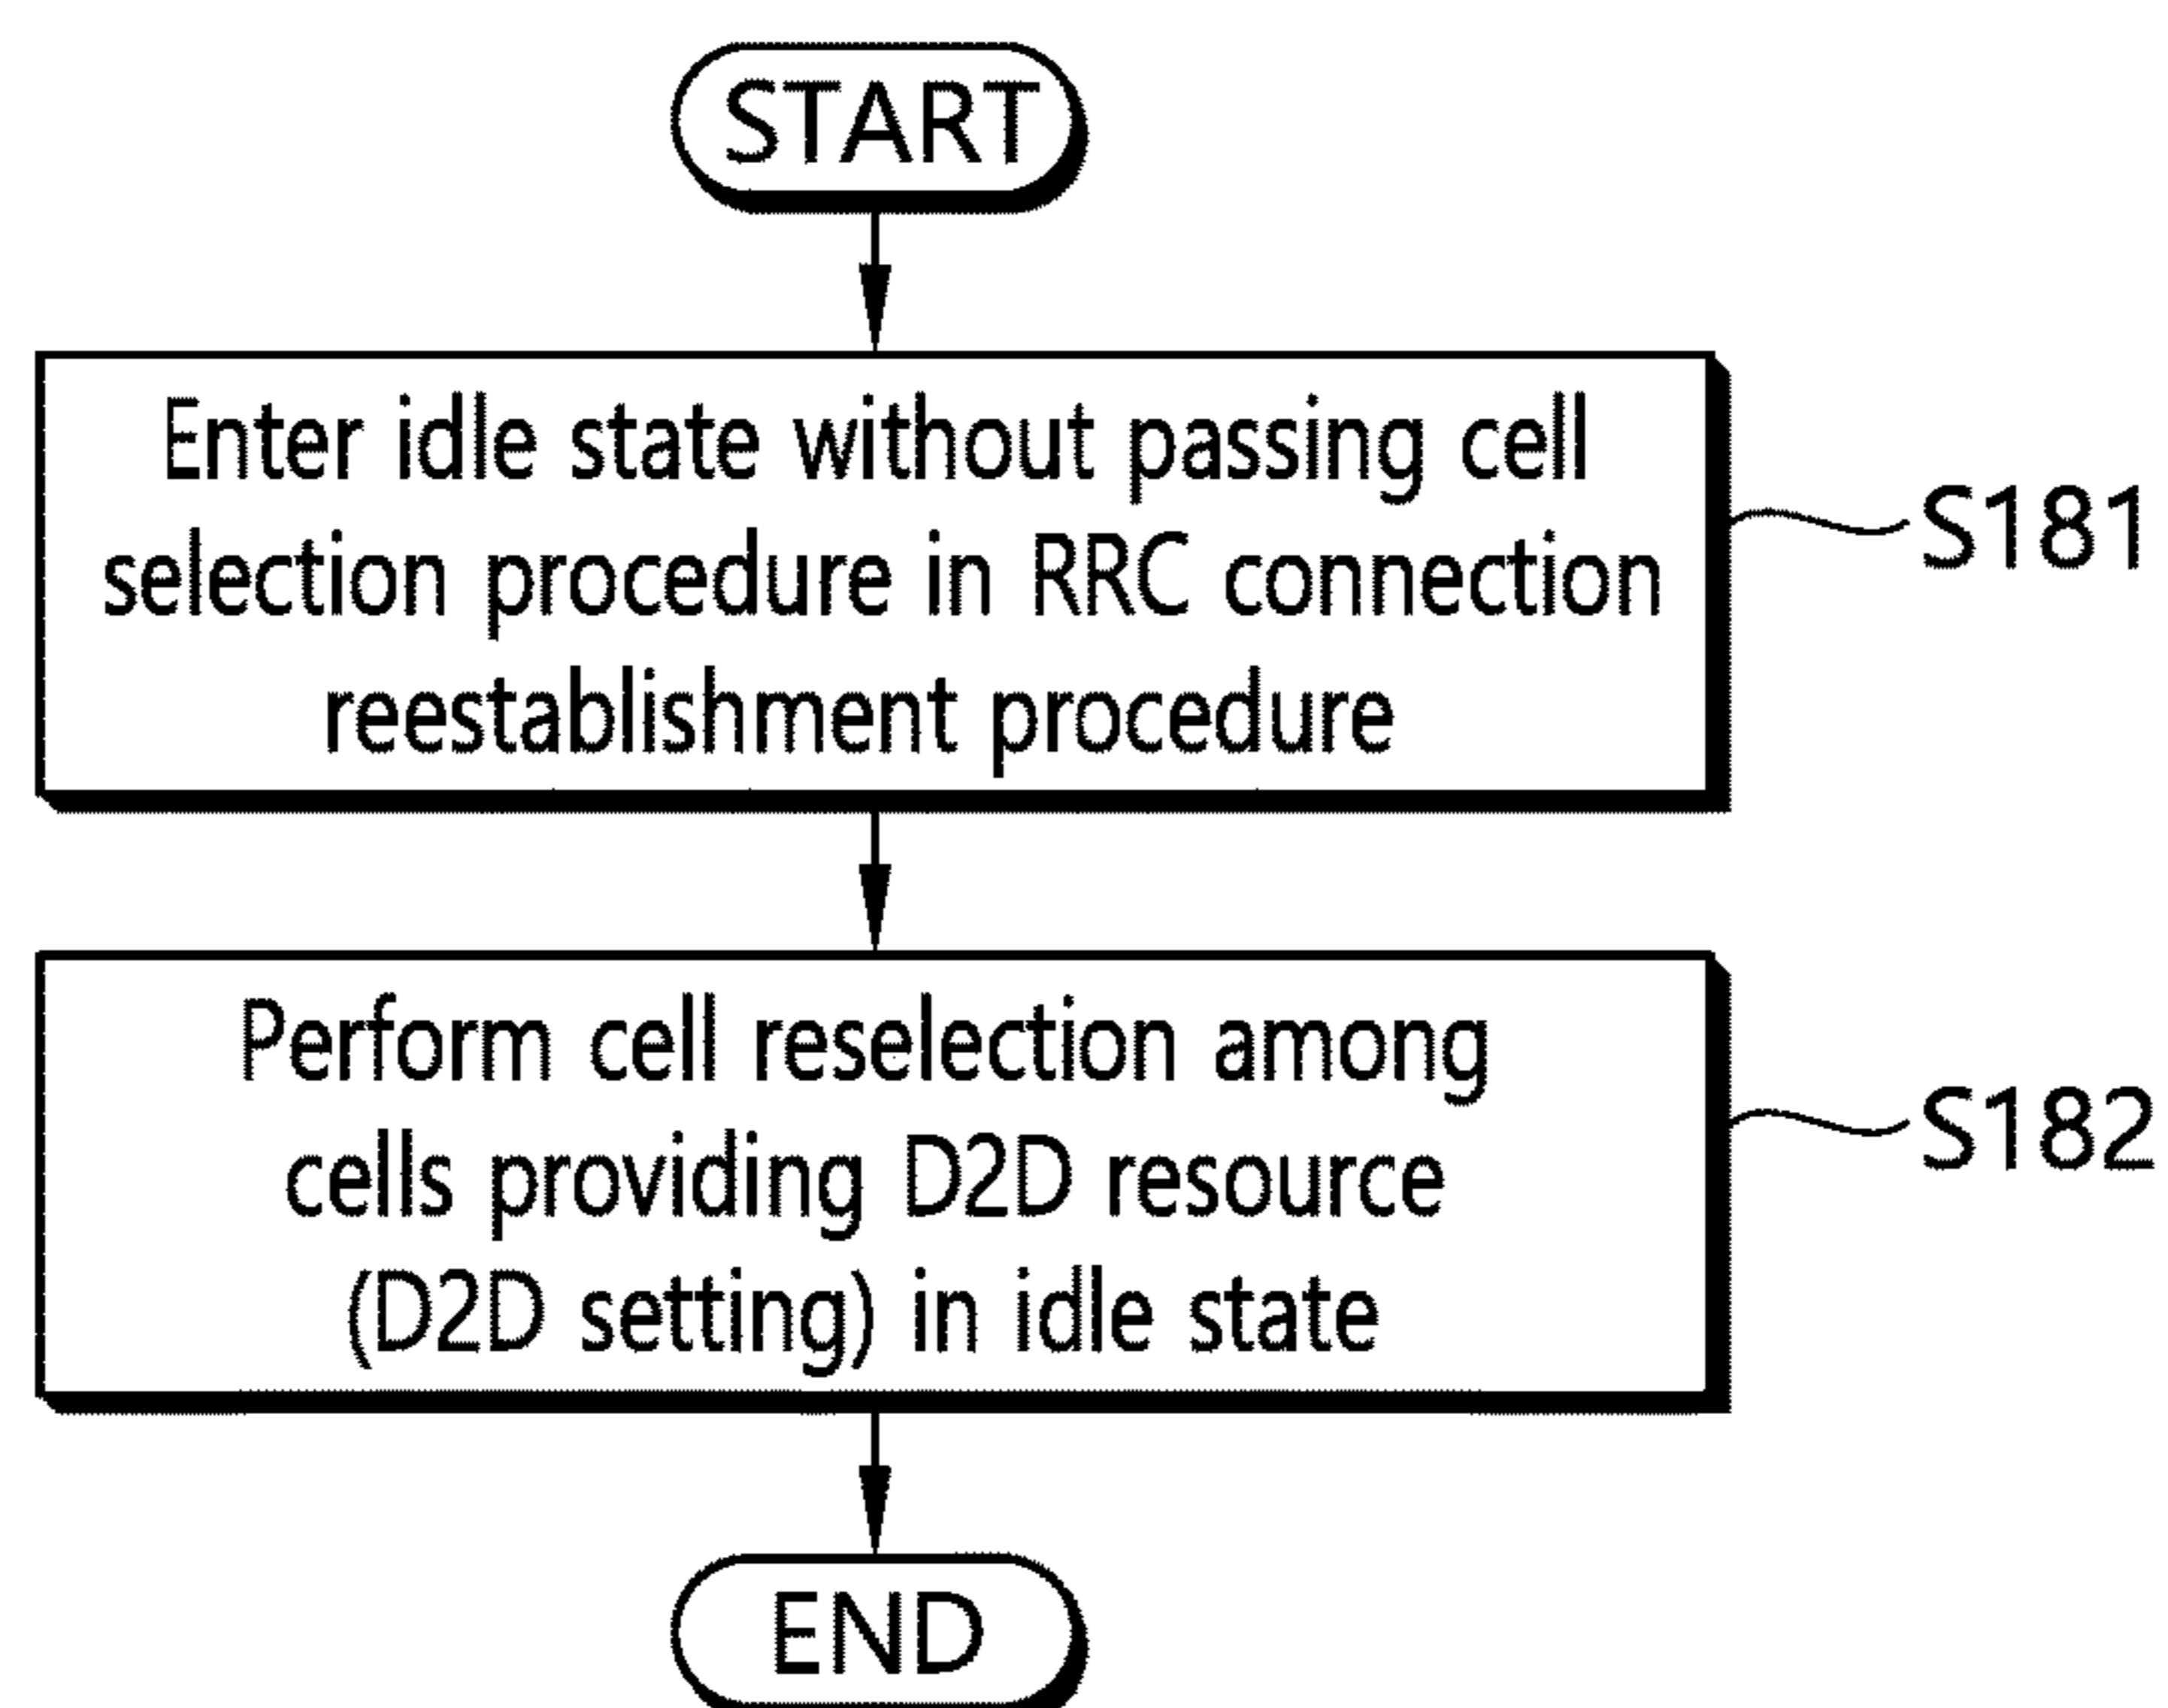 START
Enter idle state without passing cell
selection procedure in RRC connection
reestablishment procedure
S181
Perform cell reselection among
cells providing D2D resource
(D2D setting) in idle state
S182
END